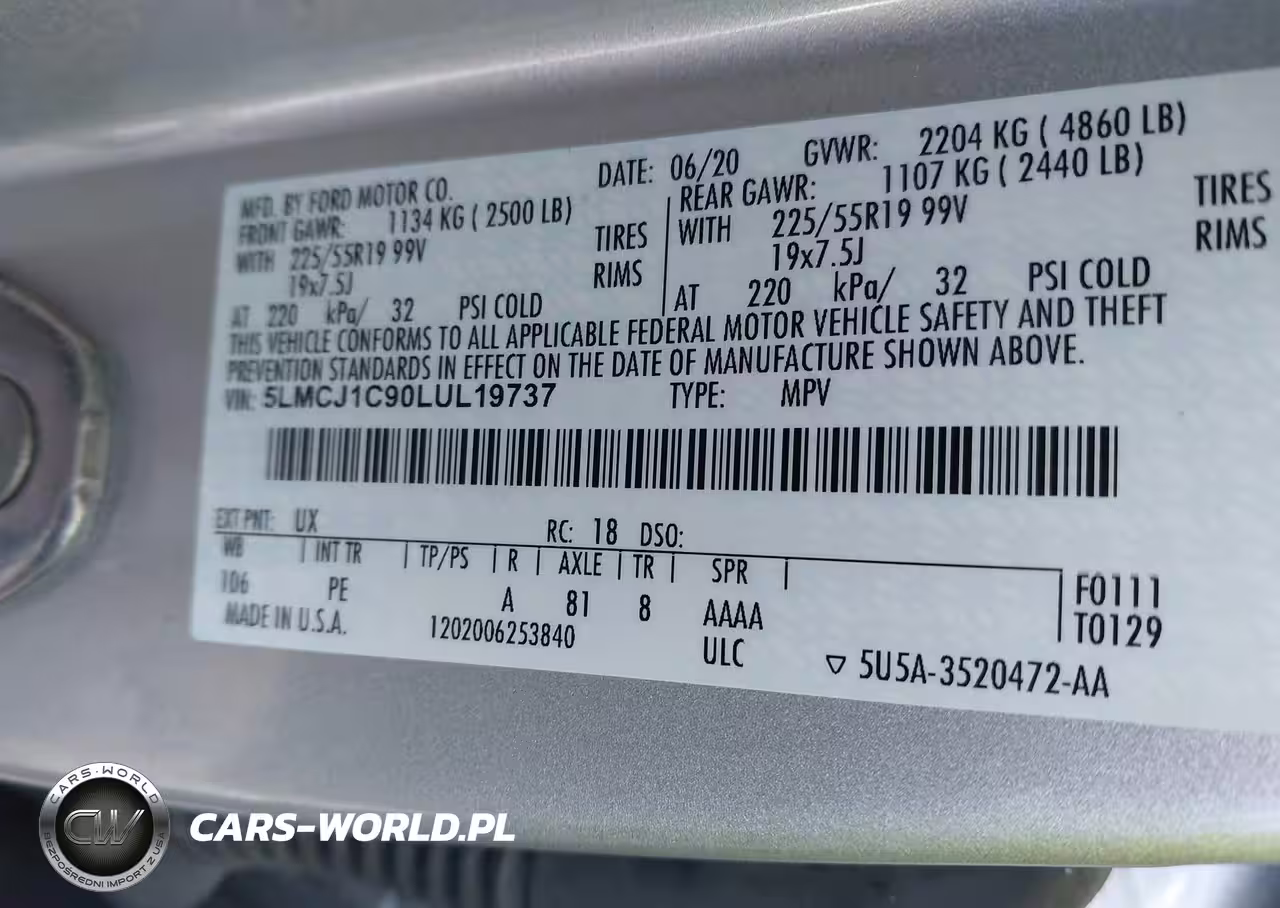 MFD. BY FORD MOTOR CO. DATE: 06/20 GVWR: 2204 KG ( 4860 LB)
FRONT GAWR: 1134 KG ( 2500 LB) REAR GAWR: 1107 KG ( 2440 LB)
WITH 225/55R19 99V TIRES WITH 225/55R19 99V TIRES
19x7.5J RIMS 19x7.5J RIMS
AT 220 kPa/ 32 PSI COLD AT 220 kPa/ 32 PSI COLD
THIS VEHICLE CONFORMS TO ALL APPLICABLE FEDERAL MOTOR VEHICLE SAFETY AND THEFT
PREVENTION STANDARDS IN EFFECT ON THE DATE OF MANUFACTURE SHOWN ABOVE.
VIN: 5LMCJ1C90LUL19737 TYPE: MPV
EXT PNT: UX RC: 18 DSO:
WB INT TR TP/PS R AXLE TR SPR F0111
106 PE A 81 8 AAAA T0129
MADE IN U.S.A. 1202006253840 ULC ▽ 5U5A-3520472-AA
CARS-WORLD
CW
BEZPOŚREDNI IMPORT Z USA
CARS-WORLD.PL